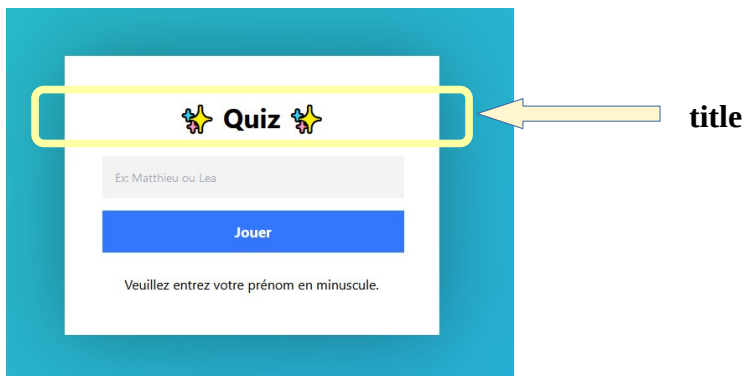 ✨ Quiz ✨
title
Ex: Matthieu ou Lea
Jouer
Veuillez entrez votre prénom en minuscule.